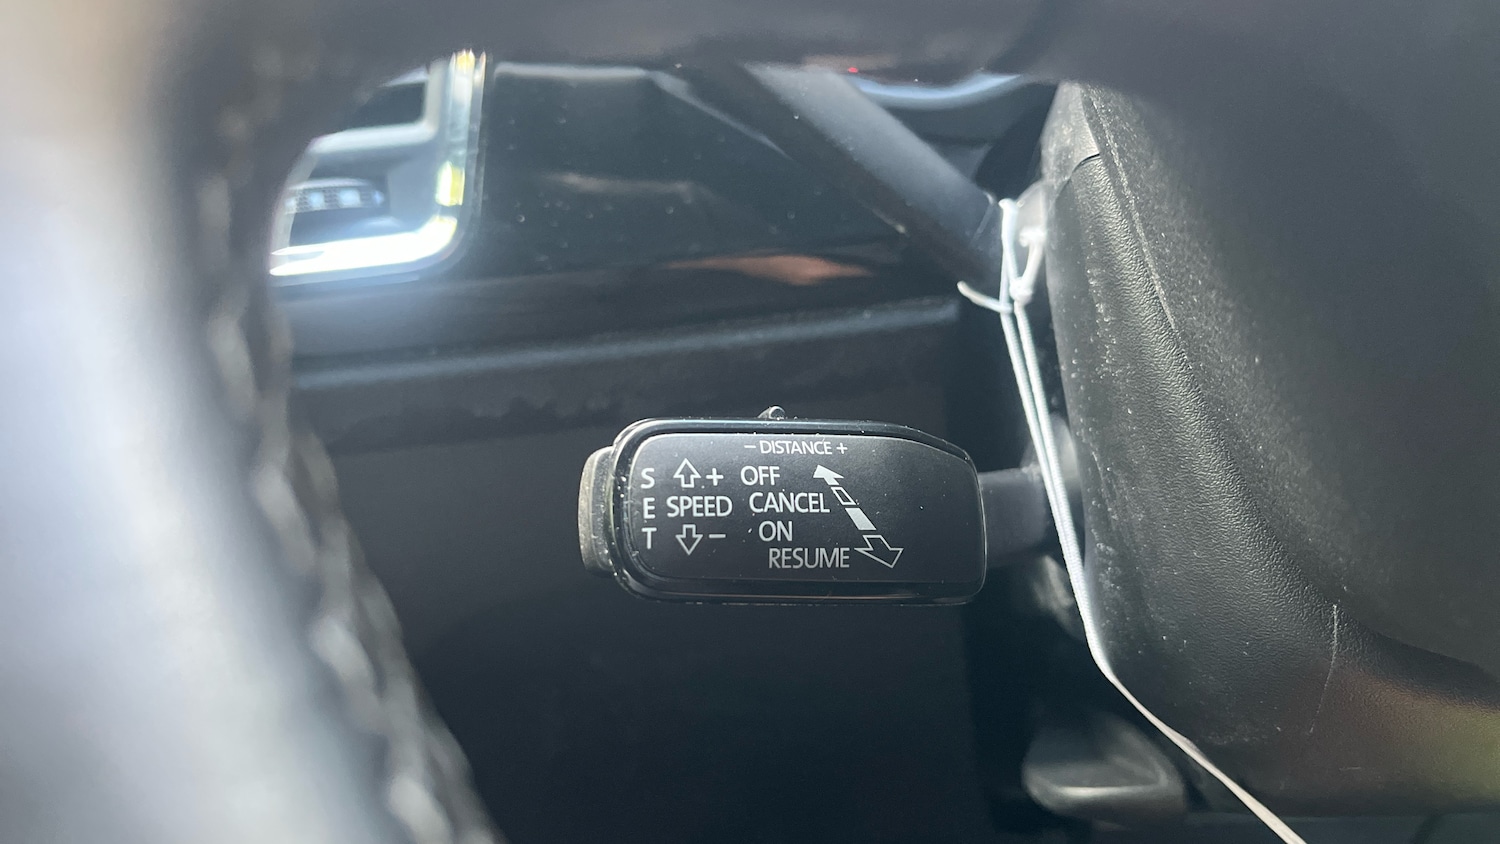 − DISTANCE +
S + OFF
E SPEED CANCEL
T − ON
RESUME